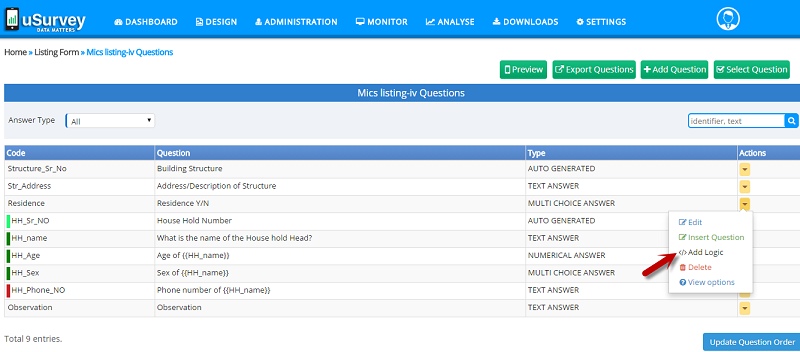 uSurvey
DATA MATTERS
DASHBOARD DESIGN ADMINISTRATION MONITOR ANALYSE DOWNLOADS SETTINGS
Home » Listing Form » Mics listing-iv Questions
Preview Export Questions Add Question Select Question
Mics listing-iv Questions
Answer Type All identifier, text
Code Question Type Actions
Structure_Sr_No Building Structure AUTO GENERATED
Str_Address Address/Description of Structure TEXT ANSWER
Residence Residence Y/N MULTI CHOICE ANSWER
HH_Sr_NO House Hold Number AUTO GENERATED
Edit
HH_name What is the name of the House hold Head? TEXT ANSWER
Insert Question
HH_Age Age of {{HH_name}} NUMERICAL ANSWER
</> Add Logic
HH_Sex Sex of {{HH_name}} MULTI CHOICE ANSWER
Delete
HH_Phone_NO Phone number of {{HH_name}} TEXT ANSWER
View options
Observation Observation TEXT ANSWER
Total 9 entries.
Update Question Order